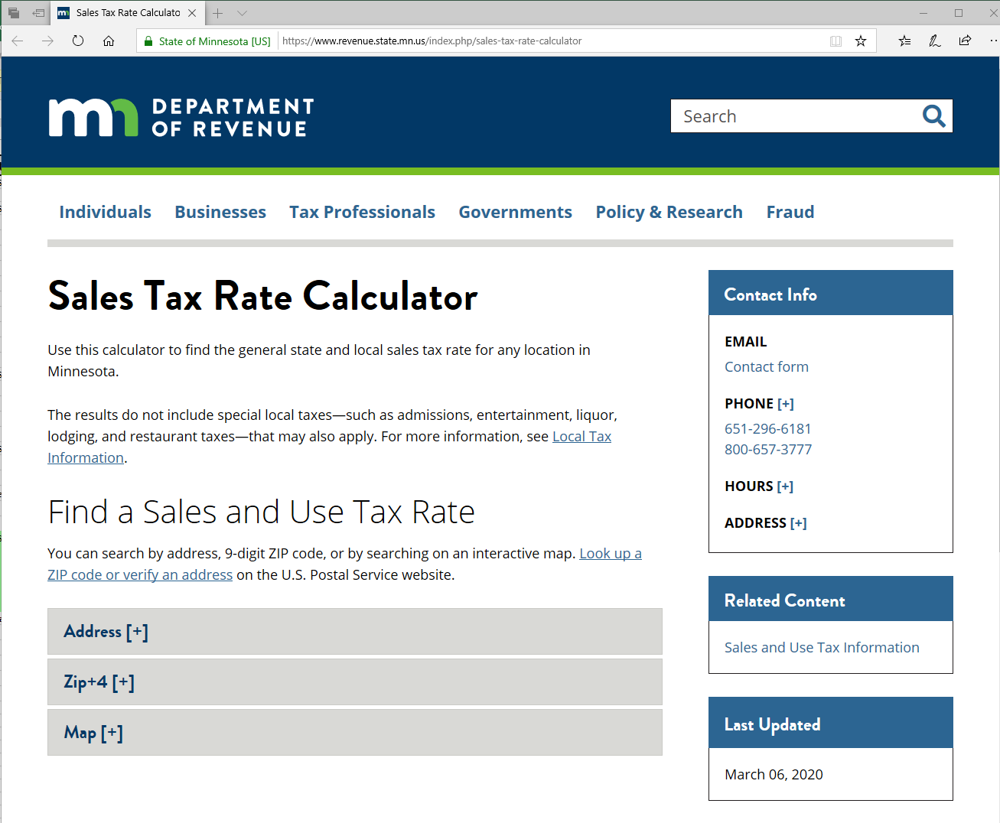 Sales Tax Rate Calculato
State of Minnesota [US]
https://www.revenue.state.mn.us/index.php/sales-tax-rate-calculator
mn DEPARTMENT
OF REVENUE
Search
Individuals Businesses Tax Professionals Governments Policy & Research Fraud
Sales Tax Rate Calculator
Use this calculator to find the general state and local sales tax rate for any location in
Minnesota.
The results do not include special local taxes—such as admissions, entertainment, liquor,
lodging, and restaurant taxes—that may also apply. For more information, see Local Tax
Information.
Find a Sales and Use Tax Rate
You can search by address, 9-digit ZIP code, or by searching on an interactive map. Look up a
ZIP code or verify an address on the U.S. Postal Service website.
Address [+]
Zip+4 [+]
Map [+]
Contact Info
EMAIL
Contact form
PHONE [+]
651-296-6181
800-657-3777
HOURS [+]
ADDRESS [+]
Related Content
Sales and Use Tax Information
Last Updated
March 06, 2020